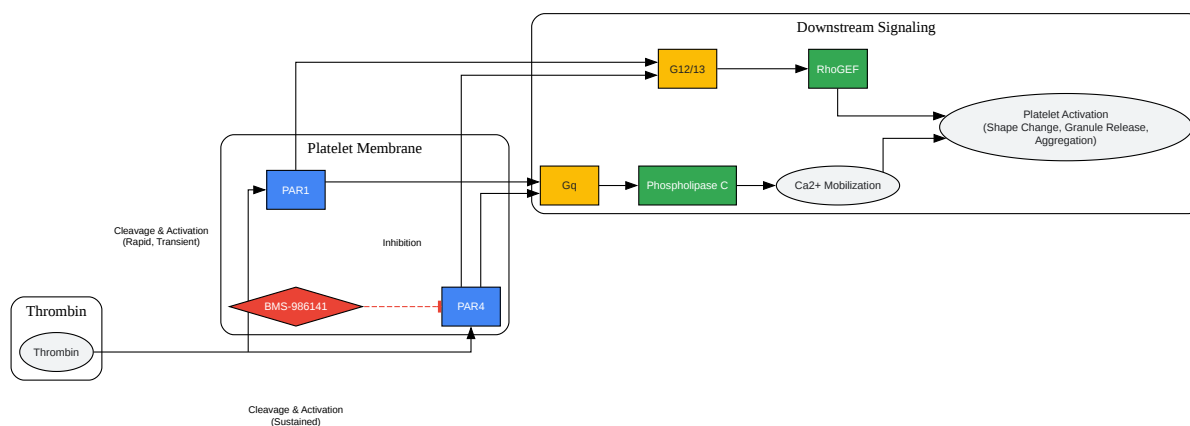 Downstream Signaling
G12/13
RhoGEF
Platelet Activation
(Shape Change, Granule Release,
Aggregation)
Platelet Membrane
PAR1
Gq
Phospholipase C
Ca2+ Mobilization
Cleavage & Activation
(Rapid, Transient)
Inhibition
BMS-986141
PAR4
Thrombin
Thrombin
Cleavage & Activation
(Sustained)